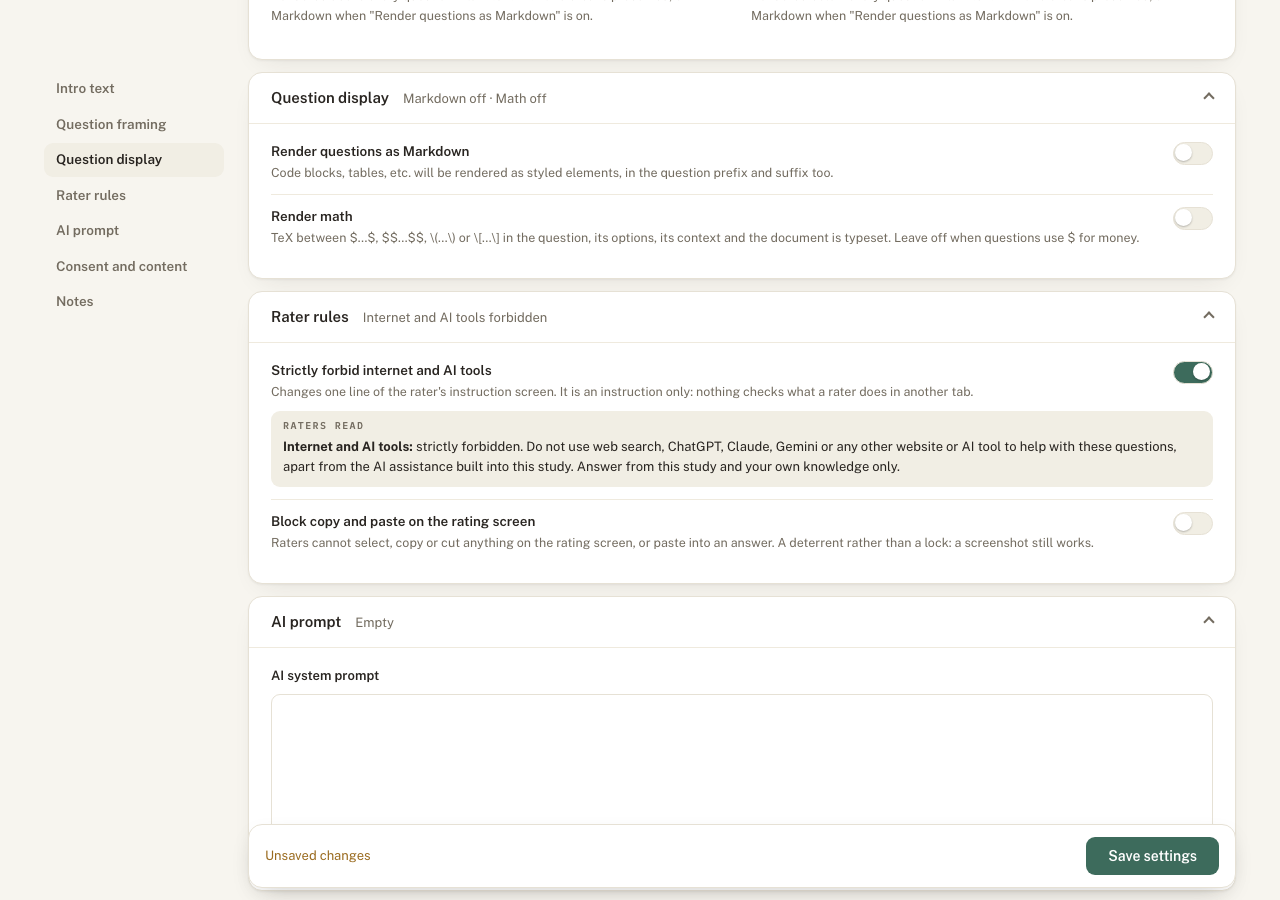 Markdown when "Render questions as Markdown" is on.
Markdown when "Render questions as Markdown" is on.
Intro text
Question framing
Question display
Rater rules
AI prompt
Consent and content
Notes
Question display Markdown off · Math off
Render questions as Markdown
Code blocks, tables, etc. will be rendered as styled elements, in the question prefix and suffix too.
Render math
TeX between $...$, $$...$$, \(...\) or \[...\] in the question, its options, its context and the document is typeset. Leave off when questions use $ for money.
Rater rules Internet and AI tools forbidden
Strictly forbid internet and AI tools
Changes one line of the rater's instruction screen. It is an instruction only: nothing checks what a rater does in another tab.
RATERS READ
Internet and AI tools: strictly forbidden. Do not use web search, ChatGPT, Claude, Gemini or any other website or AI tool to help with these questions,
apart from the AI assistance built into this study. Answer from this study and your own knowledge only.
Block copy and paste on the rating screen
Raters cannot select, copy or cut anything on the rating screen, or paste into an answer. A deterrent rather than a lock: a screenshot still works.
AI prompt Empty
AI system prompt
Unsaved changes
Save settings